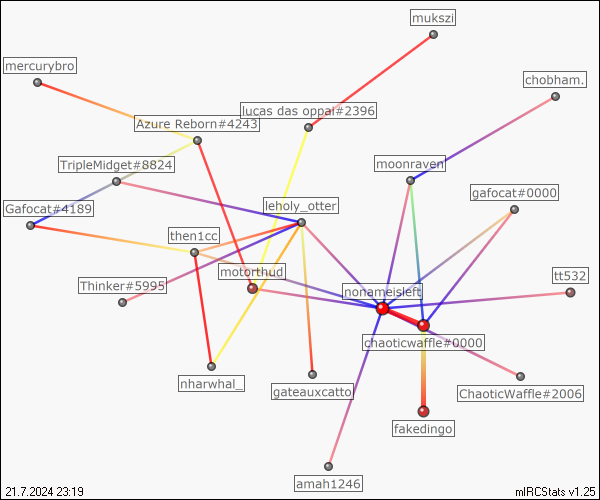 mukszi
mercurybro
chobham.
lucas das oppai#2396
Azure Reborn#4243
TripleMidget#8824
moonraven
gafocat#0000
Gafocat#4189
leholy_otter
then1cc
motorthud
tt532
Thinker#5995
nonameisleft
chaoticwaffle#0000
nharwhal_
gateauxcatto
ChaoticWaffle#2006
fakedingo
amah1246
21.7.2024 23:19
mIRCStats v1.25